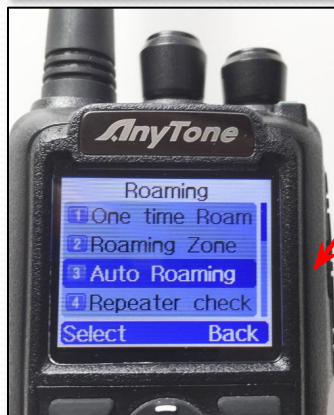 AnyTone
Roaming
1 One time Roam
2 Roaming Zone
3 Auto Roaming
4 Repeater check
Select Back